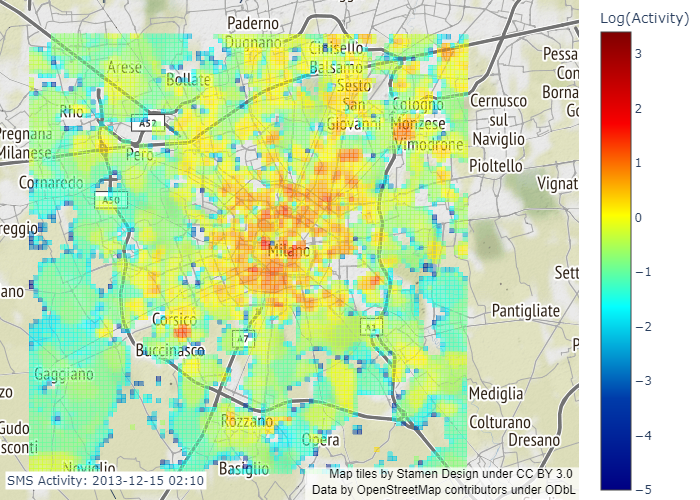 Log(Activity)
3
2
1
0
−1
−2
−3
−4
−5
Paderno
Dugnano
Cinisello
Balsamo
Arese
Bollate
Sesto
San
Giovanni
Cologno
Monzese
Vimodrone
Cernusco
sul
Naviglio
Pioltello
Pessa
Bornag
Rho
A52
Pero
Pregnana
Milanese
Cornaredo
A50
Vignat
reggio
Milano
ano
Sett
Pantigliate
Corsico
A7
A1
Buccinasco
Gaggiano
zo
Mediglia
Colturano
Dresano
Rozzano
Opera
Gudo
sconti
Noviglio
Basiglio
SMS Activity: 2013-12-15 02:10
Map tiles by Stamen Design under CC BY 3.0
Data by OpenStreetMap contributors under ODbL